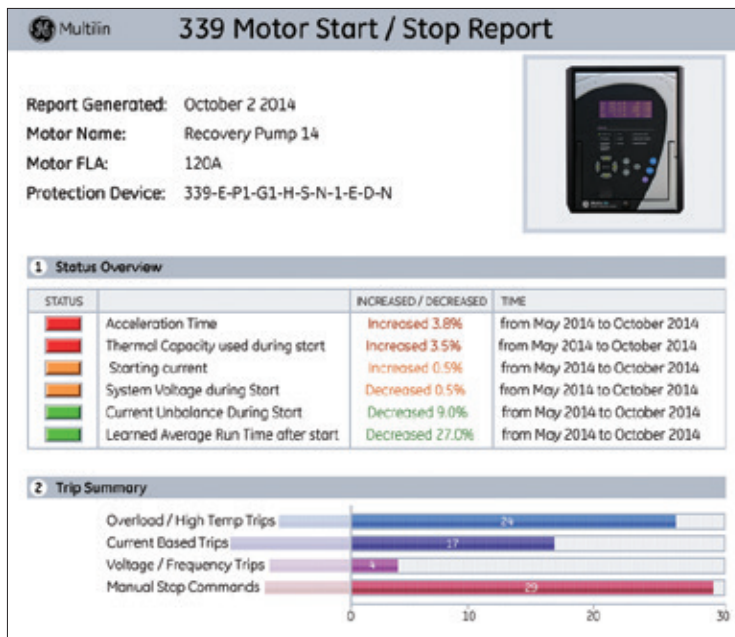 GE Multilin 339 Motor Start / Stop Report
Report Generated: October 2 2014
Motor Name: Recovery Pump 14
Motor FLA: 120A
Protection Device: 339-E-P1-G1-H-S-N-1-E-D-N
1 Status Overview
STATUS INCREASED / DECREASED TIME
Acceleration Time Increased 3.8% from May 2014 to October 2014
Thermal Capacity used during start Increased 3.5% from May 2014 to October 2014
Starting current Increased 0.5% from May 2014 to October 2014
System Voltage during Start Decreased 0.5% from May 2014 to October 2014
Current Unbalance During Start Decreased 9.0% from May 2014 to October 2014
Learned Average Run Time after start Decreased 27.0% from May 2014 to October 2014
2 Trip Summary
Overload / High Temp Trips 24
Current Based Trips 17
Voltage / Frequency Trips 4
Manual Stop Commands 29
0 10 20 30